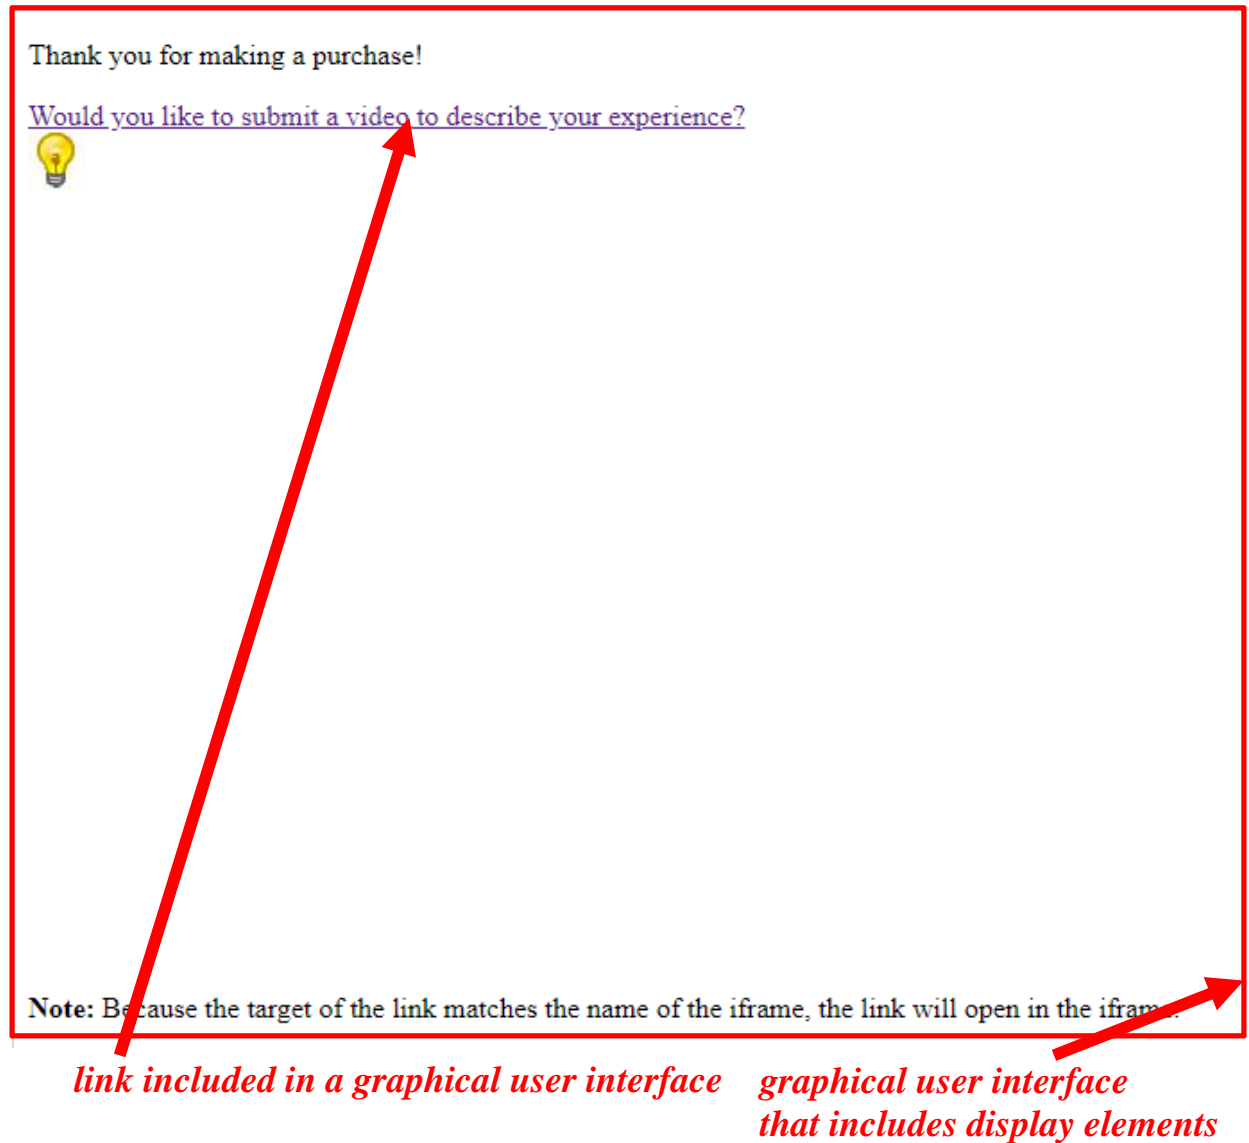 Thank you for making a purchase!
Would you like to submit a video to describe your experience?
Note: Because the target of the link matches the name of the iframe, the link will open in the iframe.
link included in a graphical user interface
graphical user interface
that includes display elements